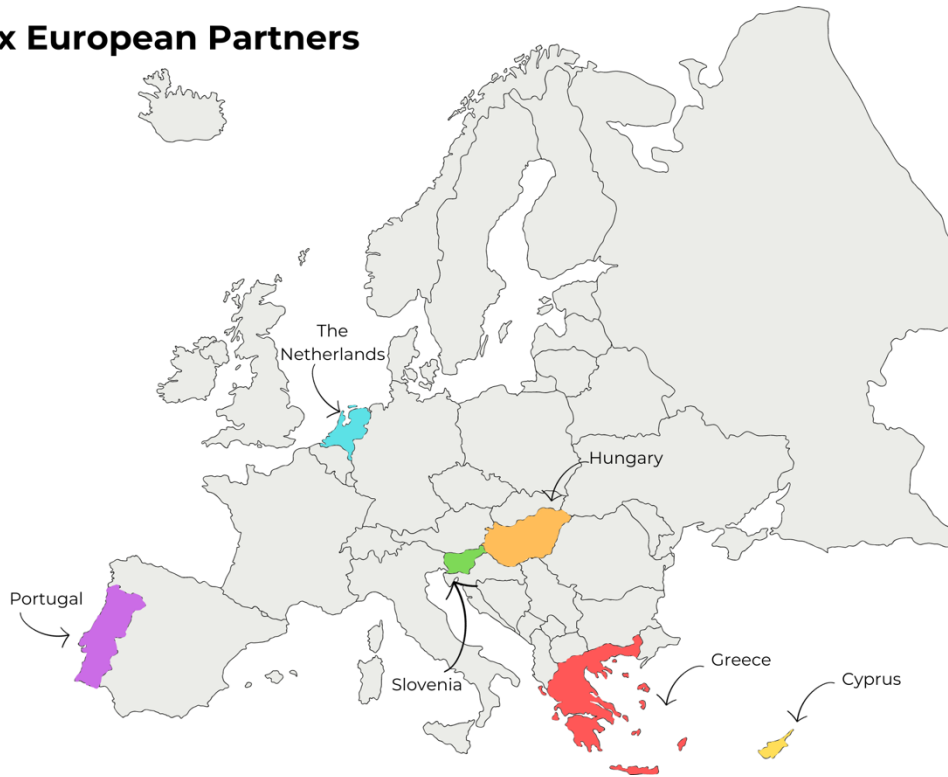 x European Partners
The
Netherlands
Hungary
Portugal
Slovenia
Greece
Cyprus